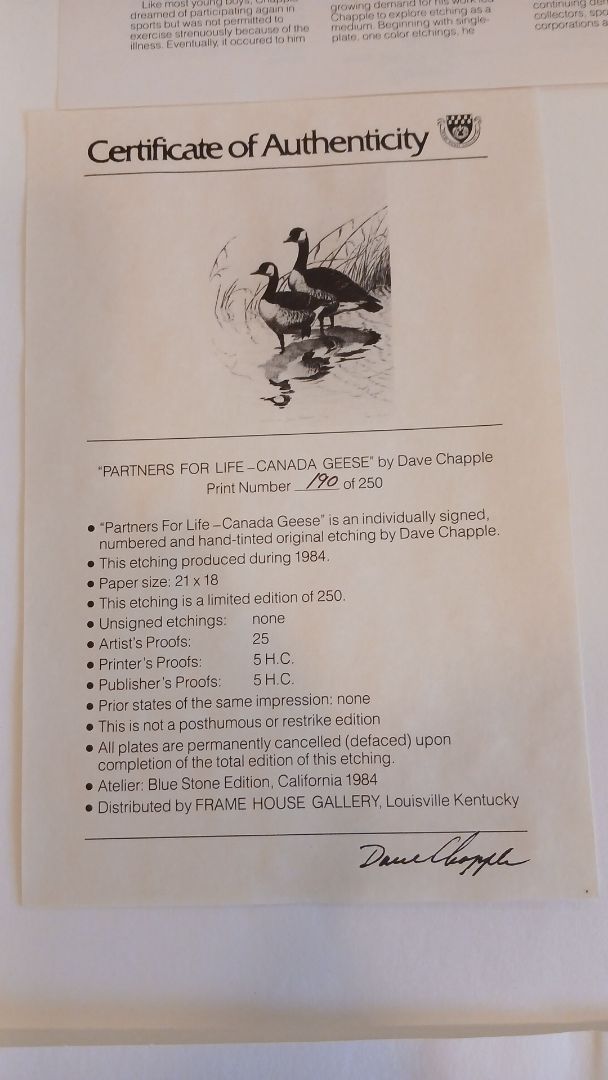 Like most young boys, Chapple
dreamed of participating again in
sports but was not permitted to
exercise strenuously because of the
illness. Eventually, it occured to him
growing demand for his work
Chapple to explore etching as a
medium. Beginning with single-
plate, one color etchings, he
continuing
collectors,
corporations
Certificate of Authenticity
"PARTNERS FOR LIFE – CANADA GEESE" by Dave Chapple
Print Number 190 of 250
● "Partners For Life – Canada Geese" is an individually signed,
numbered and hand-tinted original etching by Dave Chapple.
● This etching produced during 1984.
● Paper size: 21 x 18
● This etching is a limited edition of 250.
● Unsigned etchings: none
● Artist's Proofs: 25
● Printer's Proofs: 5 H.C.
● Publisher's Proofs: 5 H.C.
● Prior states of the same impression: none
● This is not a posthumous or restrike edition
● All plates are permanently cancelled (defaced) upon
completion of the total edition of this etching.
● Atelier: Blue Stone Edition, California 1984
● Distributed by FRAME HOUSE GALLERY, Louisville Kentucky
Dave Chapple